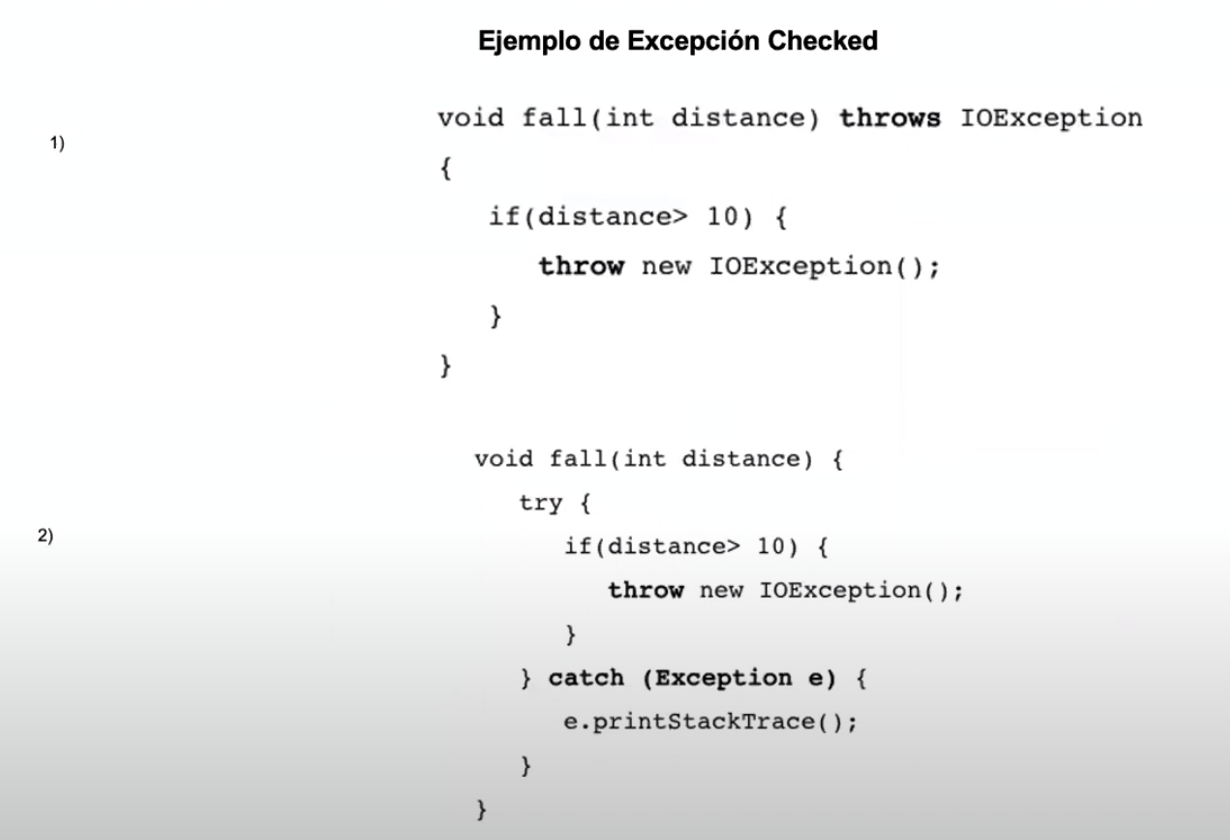 Ejemplo de Excepción Checked
1)
void fall(int distance) throws IOException
{
if(distance> 10) {
throw new IOException();
}
}
2)
void fall(int distance) {
try {
if(distance> 10) {
throw new IOException();
}
} catch (Exception e) {
e.printStackTrace();
}
}